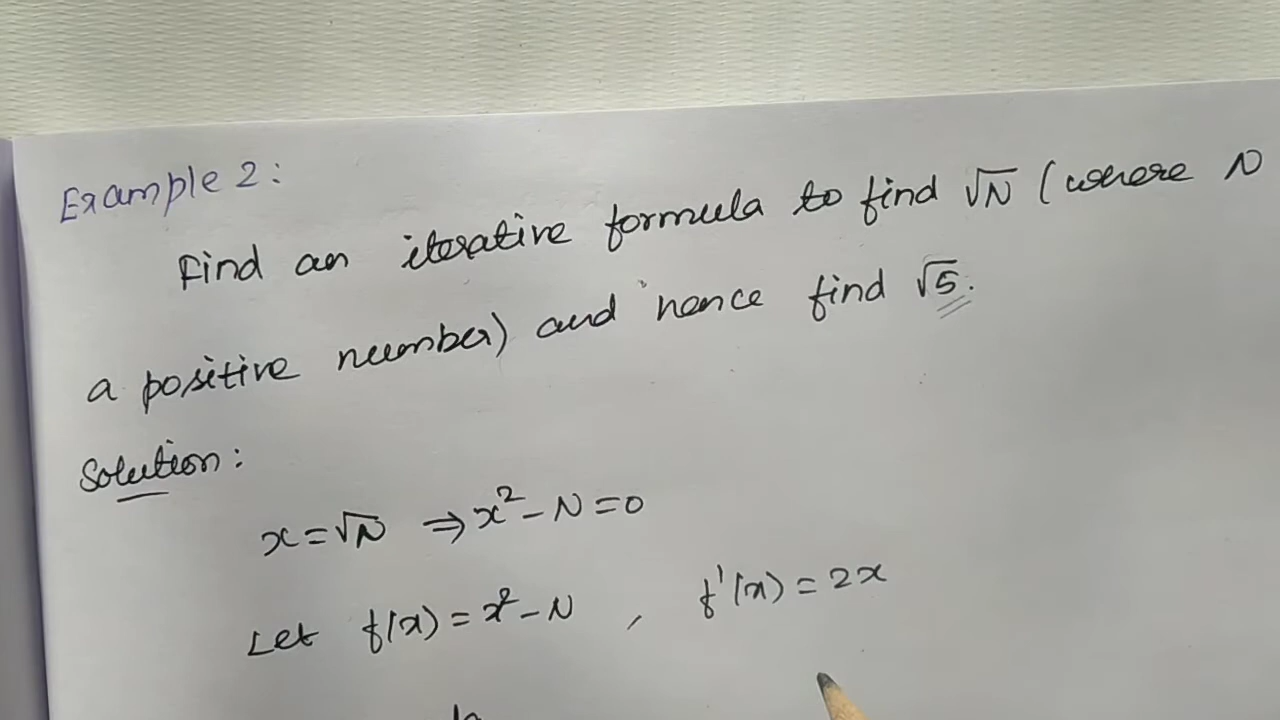 Example 2:
Find an iterative formula to find √N (where N
a positive number) and hence find √5.
Solution:
x = √N ⇒ x² - N = 0
Let f(x) = x² - N , f'(x) = 2x